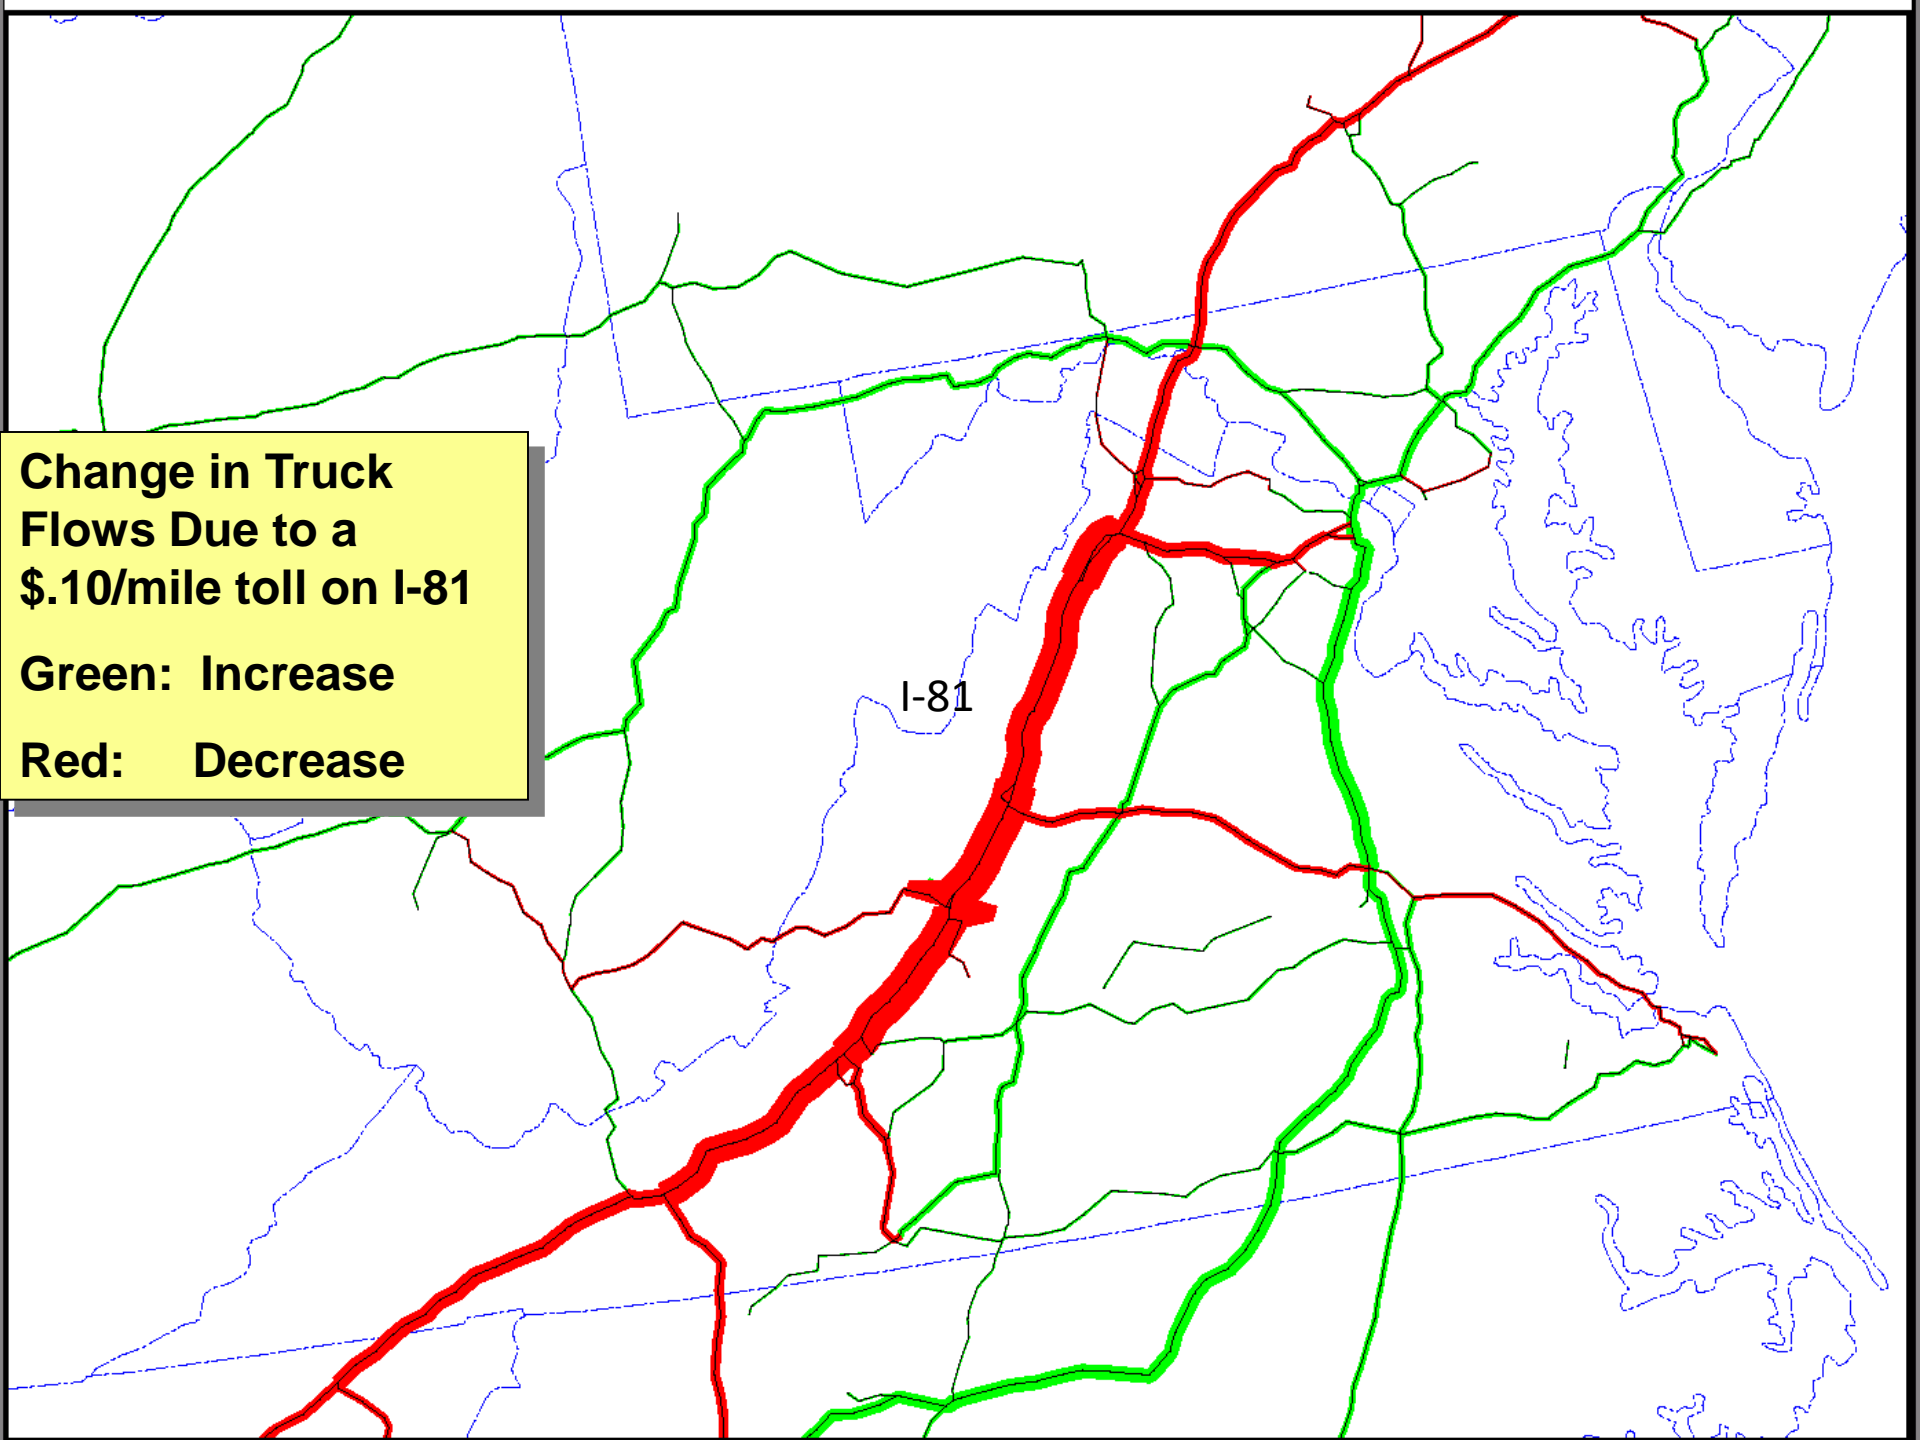 Change in Truck
Flows Due to a
$.10/mile toll on I-81
Green: Increase
Red: Decrease
I-81